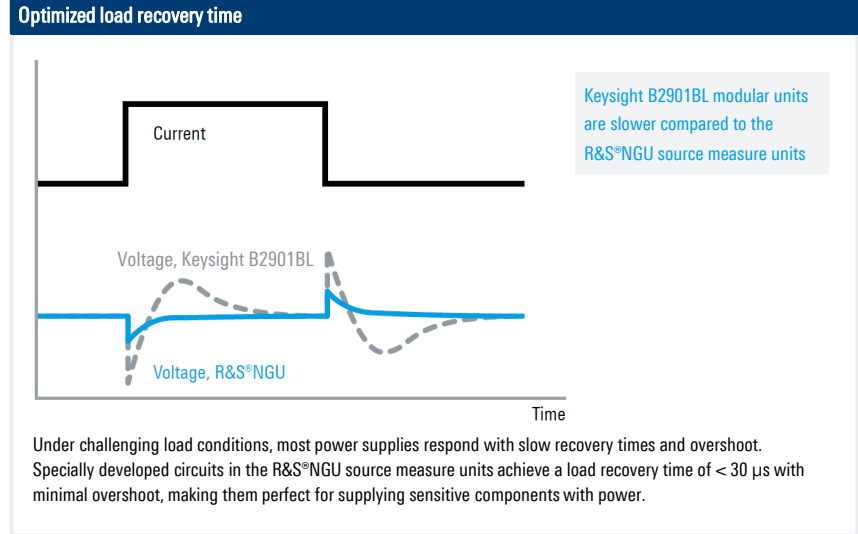 Optimized load recovery time
Current
Keysight B2901BL modular units
are slower compared to the
R&S®NGU source measure units
Voltage, Keysight B2901BL
Voltage, R&S®NGU
Time
Under challenging load conditions, most power supplies respond with slow recovery times and overshoot.
Specially developed circuits in the R&S®NGU source measure units achieve a load recovery time of < 30 μs with
minimal overshoot, making them perfect for supplying sensitive components with power.